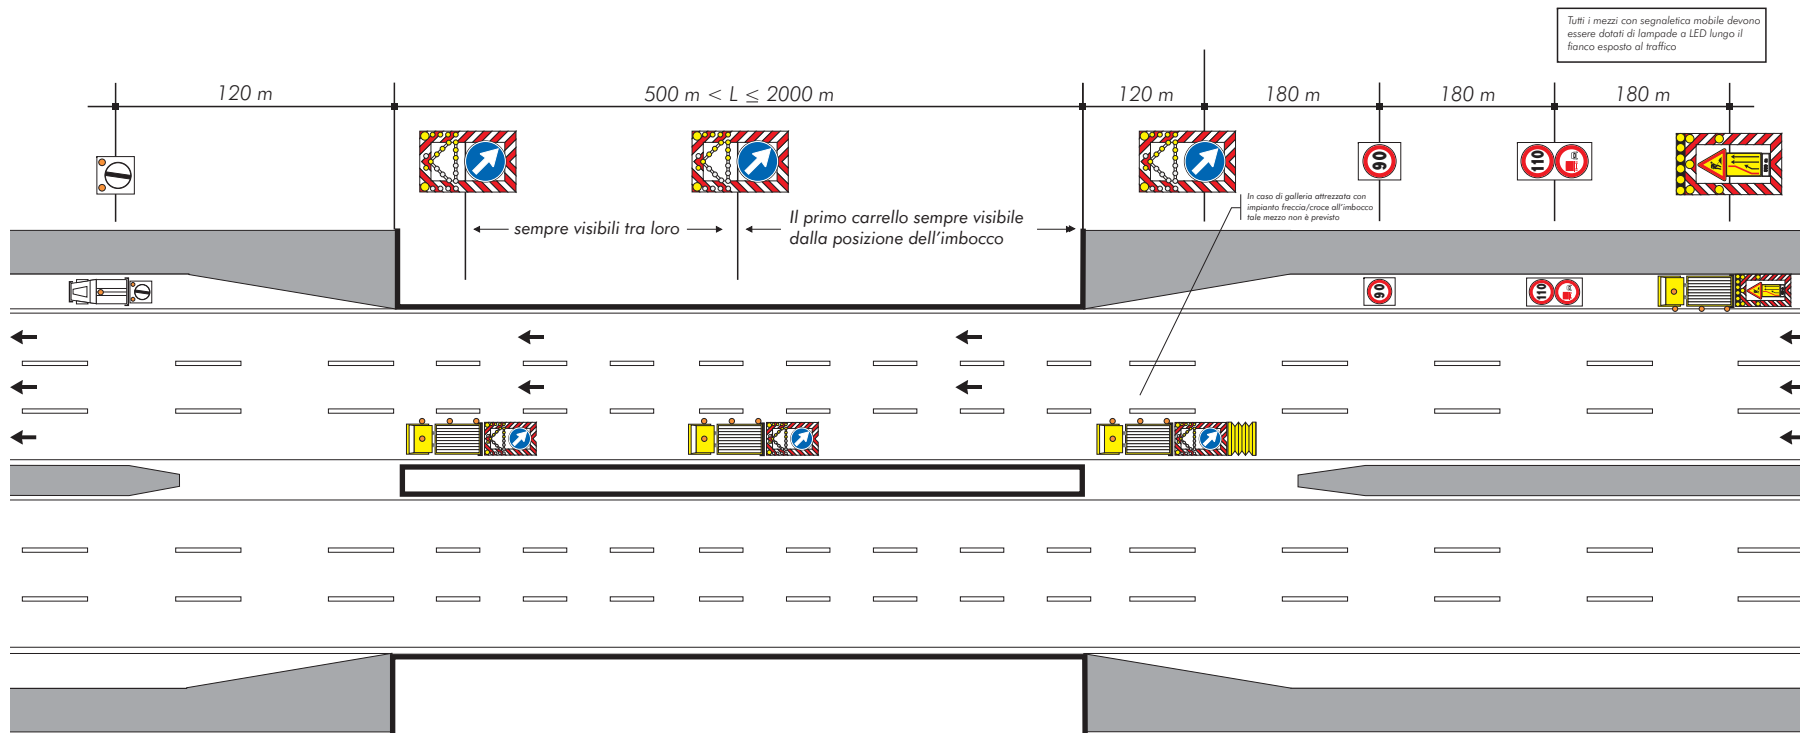 Tutti i mezzi con segnaletica mobile devono
essere dotati di lampade a LED lungo il
fianco esposto al traffico
120 m
500 m < L ≤ 2000 m
120 m
180 m
180 m
180 m
90
110
In caso di galleria attrezzata con
impianto freccia/croce all'imbocco
tale mezzo non è previsto
sempre visibili tra loro
Il primo carrello sempre visibile
dalla posizione dell'imbocco
90
110